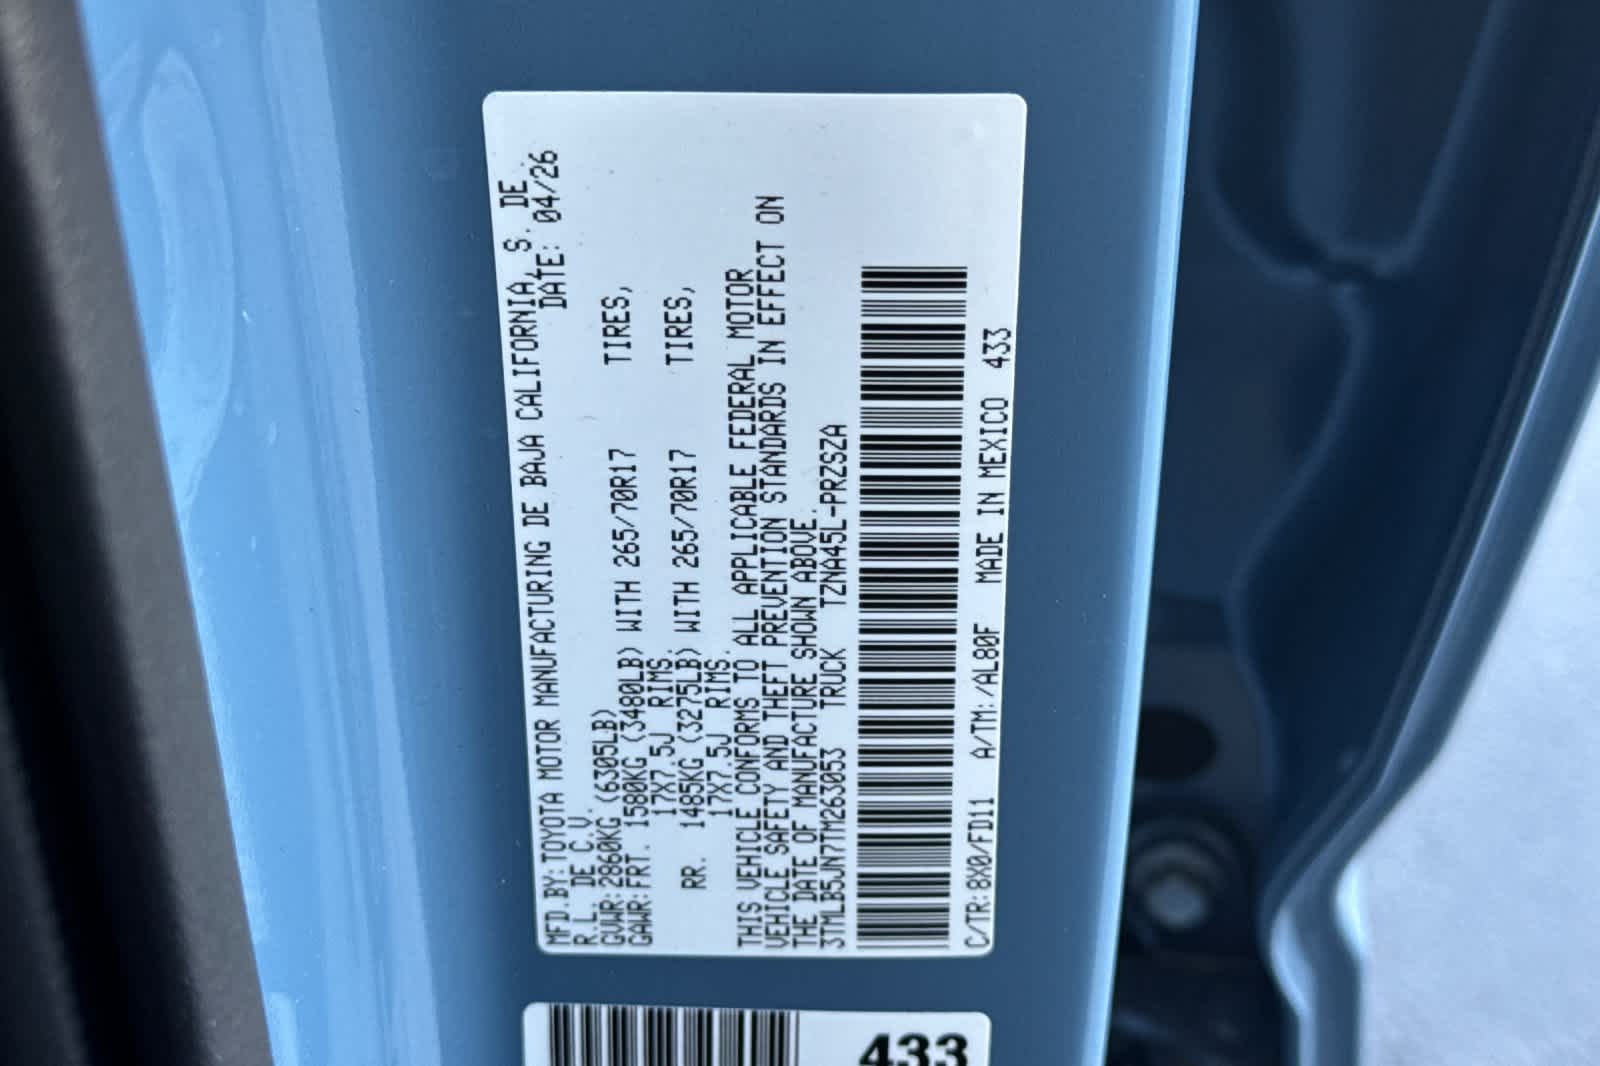 MFD.BY:TOYOTA MOTOR MANUFACTURING DE BAJA CALIFORNIA, S. DE
R.L. DE C.V. DATE: 04/26
GVWR:2860KG (6305LB)
GAWR:FRT. 1580KG (3480LB) WITH 265/70R17 TIRES,
17X7.5J RIMS.
RR. 1485KG (3275LB) WITH 265/70R17 TIRES,
17X7.5J RIMS.
THIS VEHICLE CONFORMS TO ALL APPLICABLE FEDERAL MOTOR
VEHICLE SAFETY AND THEFT PREVENTION STANDARDS IN EFFECT ON
THE DATE OF MANUFACTURE SHOWN ABOVE.
3TMLB5JN7TM263053 TRUCK TZNA45L-PRZSZA
C/TR:8X0/FD11 A/TM:/AL80F MADE IN MEXICO 433
433